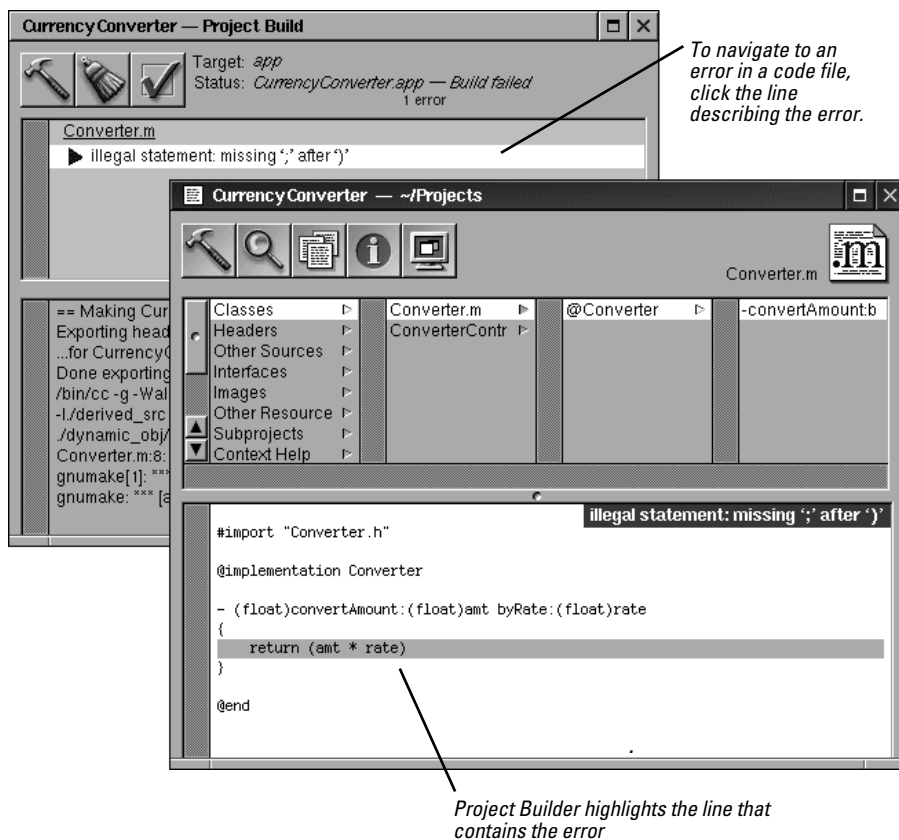 CurrencyConverter — Project Build
Target: app
Status: CurrencyConverter.app — Build failed
1 error
To navigate to an
error in a code file,
click the line
describing the error.
Converter.m
illegal statement: missing ‘;’ after ‘)’
CurrencyConverter — ~/Projects
.m
Converter.m
== Making Cur
Exporting head
...for CurrencyC
Done exporting
/bin/cc -g -Wal
-I./derived_src
./dynamic_obj/
Converter.m:8:
gnumake[1]: ***
gnumake: *** [a
Classes
Headers
Other Sources
Interfaces
Images
Other Resource
Subprojects
Context Help
Converter.m
ConverterContr
@Converter
-convertAmount:b
illegal statement: missing ‘;’ after ‘)’
#import "Converter.h"
@implementation Converter
- (float)convertAmount:(float)amt byRate:(float)rate
{
return (amt * rate)
}
@end
Project Builder highlights the line that
contains the error